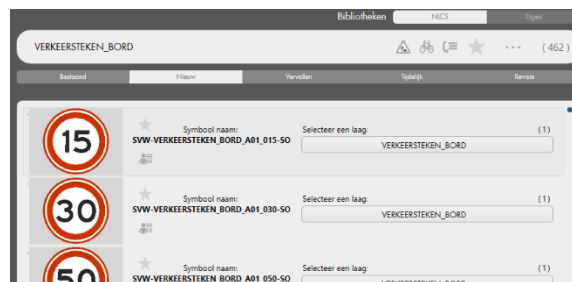 Bibliotheken NLCS Eigen
VERKEERSTEKEN_BORD (462)
Bestaand Nieuw Vervallen Tijdelijk Revisie
15
Symbool naam:
SVW-VERKEERSTEKEN_BORD_A01_015-SO
Selecteer een laag: (1)
VERKEERSTEKEN_BORD
30
Symbool naam:
SVW-VERKEERSTEKEN_BORD_A01_030-SO
Selecteer een laag: (1)
VERKEERSTEKEN_BORD
50
Symbool naam:
SVW-VERKEERSTEKEN_BORD_A01_050-SO
Selecteer een laag: (1)
VERKEERSTEKEN_BORD